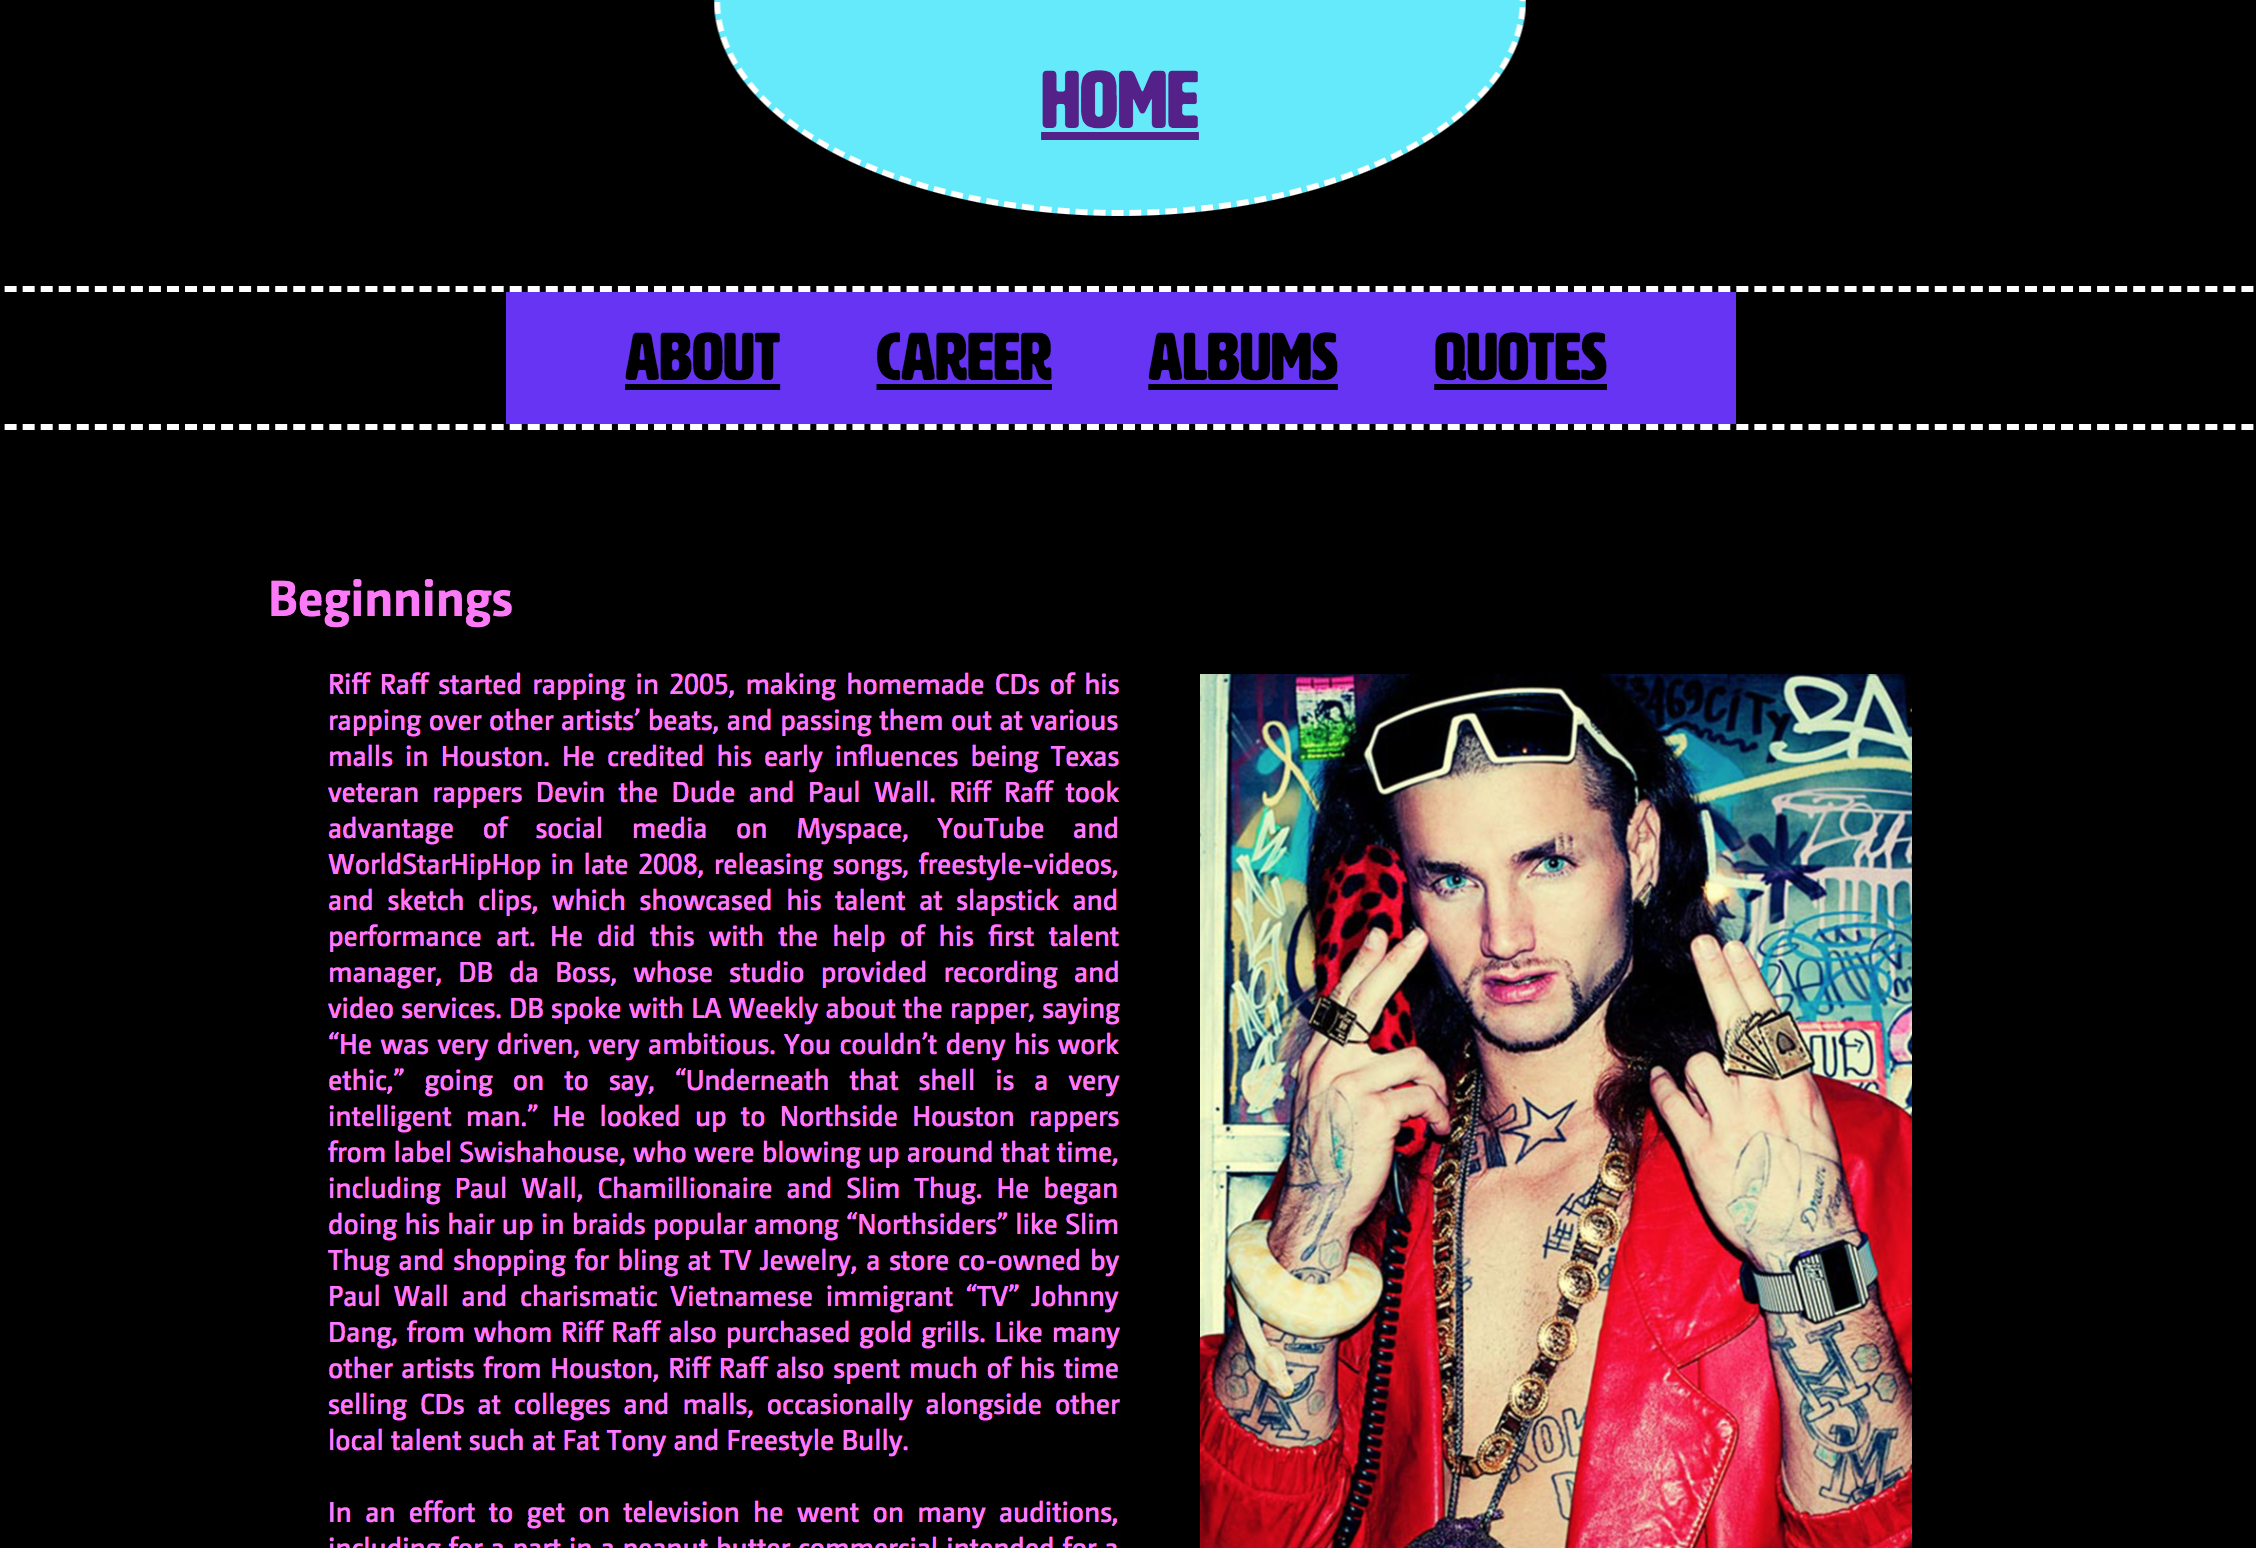 HOME
ABOUT CAREER ALBUMS QUOTES
Beginnings
Riff Raff started rapping in 2005, making homemade CDs of his
rapping over other artists’ beats, and passing them out at various
malls in Houston. He credited his early influences being Texas
veteran rappers Devin the Dude and Paul Wall. Riff Raff took
advantage of social media on Myspace, YouTube and
WorldStarHipHop in late 2008, releasing songs, freestyle-videos,
and sketch clips, which showcased his talent at slapstick and
performance art. He did this with the help of his first talent
manager, DB da Boss, whose studio provided recording and
video services. DB spoke with LA Weekly about the rapper, saying
“He was very driven, very ambitious. You couldn’t deny his work
ethic,” going on to say, “Underneath that shell is a very
intelligent man.” He looked up to Northside Houston rappers
from label Swishahouse, who were blowing up around that time,
including Paul Wall, Chamillionaire and Slim Thug. He began
doing his hair up in braids popular among “Northsiders” like Slim
Thug and shopping for bling at TV Jewelry, a store co-owned by
Paul Wall and charismatic Vietnamese immigrant “TV” Johnny
Dang, from whom Riff Raff also purchased gold grills. Like many
other artists from Houston, Riff Raff also spent much of his time
selling CDs at colleges and malls, occasionally alongside other
local talent such at Fat Tony and Freestyle Bully.
In an effort to get on television he went on many auditions,
including for a part in a peanut butter commercial intended for a
BA
THE